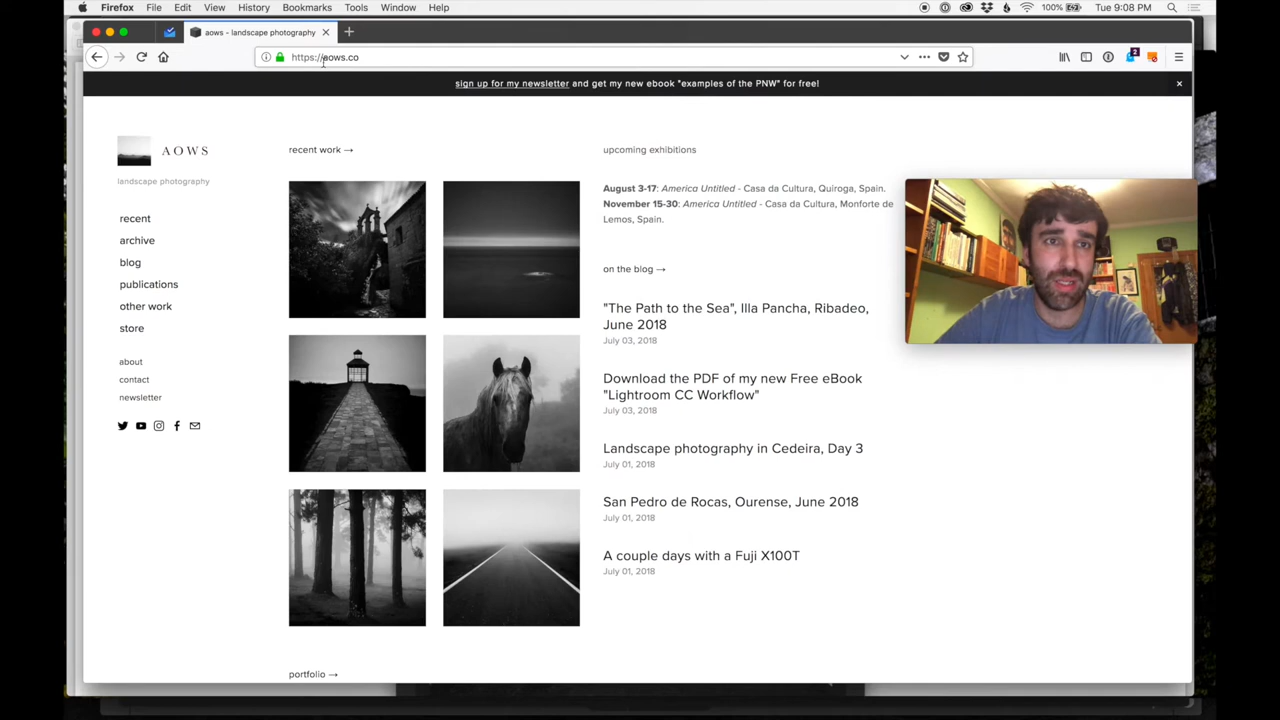 Firefox File Edit View History Bookmarks Tools Window Help 100% Tue 9:08 PM
aows - landscape photography
https://aows.co
2
sign up for my newsletter and get my new ebook "examples of the PNW" for free!
AOWS
landscape photography
recent
archive
blog
publications
other work
store
about
contact
newsletter
recent work →
portfolio →
upcoming exhibitions
August 3-17: America Untitled - Casa da Cultura, Quiroga, Spain.
November 15-30: America Untitled - Casa da Cultura, Monforte de
Lemos, Spain.
on the blog →
"The Path to the Sea", Illa Pancha, Ribadeo,
June 2018
July 03, 2018
Download the PDF of my new Free eBook
"Lightroom CC Workflow"
July 03, 2018
Landscape photography in Cedeira, Day 3
July 01, 2018
San Pedro de Rocas, Ourense, June 2018
July 01, 2018
A couple days with a Fuji X100T
July 01, 2018